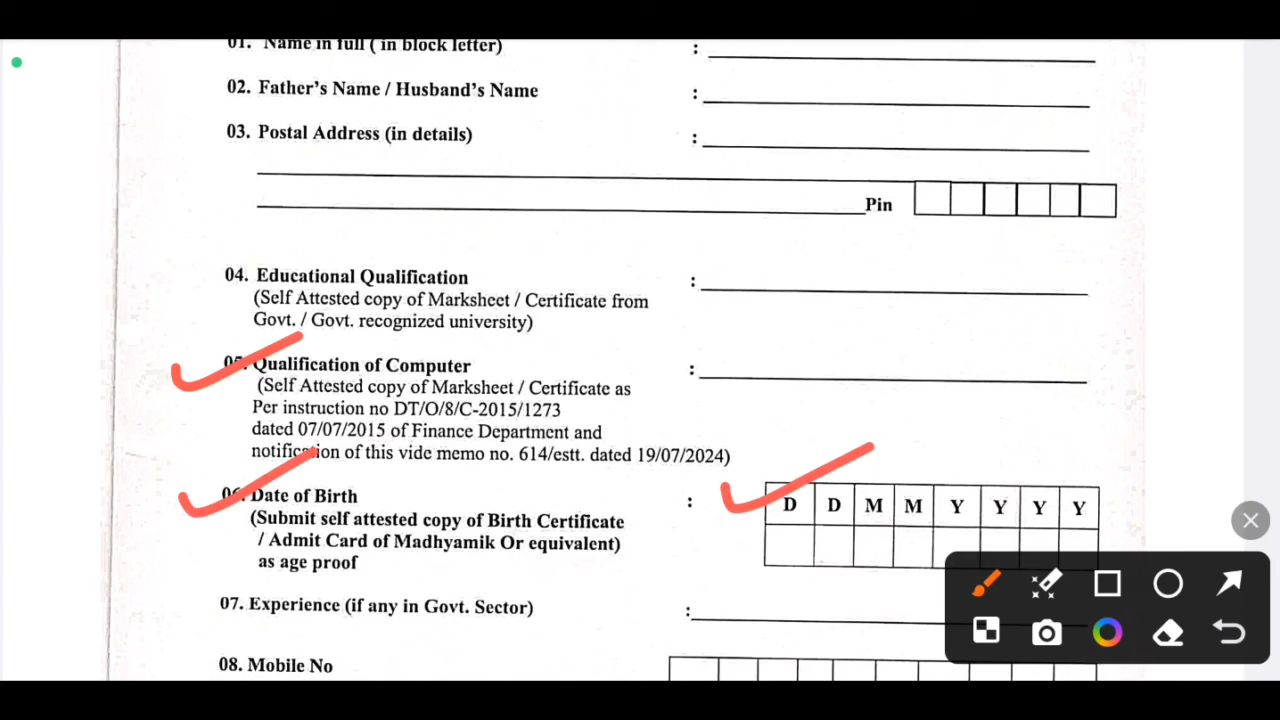 01. Name in full ( in block letter) :
02. Father's Name / Husband's Name :
03. Postal Address (in details) :
Pin
04. Educational Qualification :
(Self Attested copy of Marksheet / Certificate from
Govt. / Govt. recognized university)
05. Qualification of Computer :
(Self Attested copy of Marksheet / Certificate as
Per instruction no DT/O/8/C-2015/1273
dated 07/07/2015 of Finance Department and
notification of this vide memo no. 614/estt. dated 19/07/2024)
06. Date of Birth : D D M M Y Y Y Y
(Submit self attested copy of Birth Certificate
/ Admit Card of Madhyamik Or equivalent)
as age proof
07. Experience (if any in Govt. Sector) :
08. Mobile No